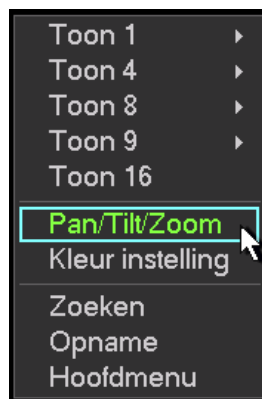 Toon 1
Toon 4
Toon 8
Toon 9
Toon 16
Pan/Tilt/Zoom
Kleur instelling
Zoeken
Opname
Hoofdmenu